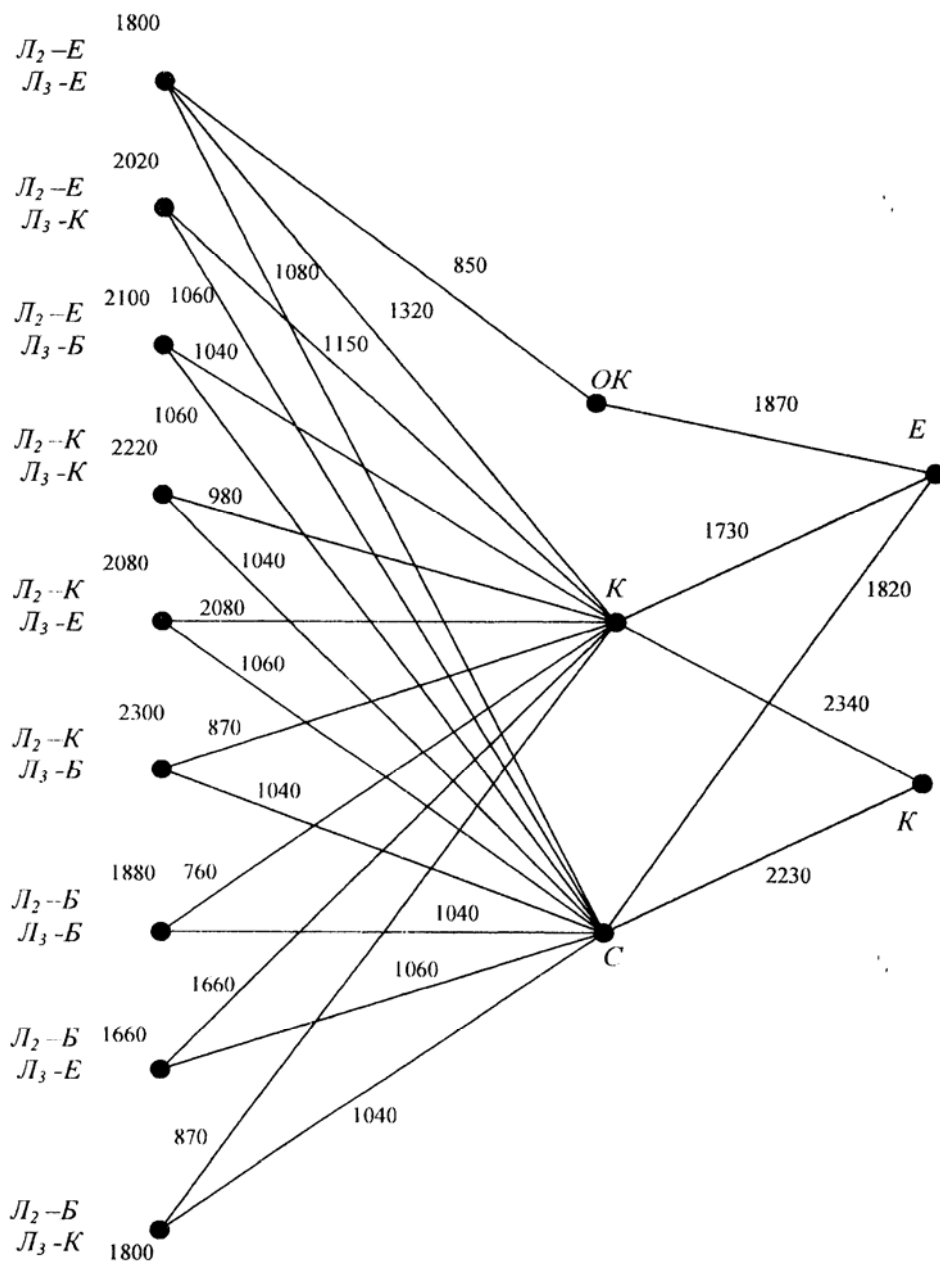 1800
Л₂ –Е
Л₃ -Е
2020
Л₂ –Е
Л₃ -К
1080
850
2100
1060
1320
Л₂ –Е
Л₃ -Б
1040
1150
ОК
1870
Е
1060
Л₂ –К
2220
Л₃ -К
980
1730
2080
1040
К
1820
Л₂ –К
2080
Л₃ -Е
1060
2300
870
2340
Л₂ –К
Л₃ -Б
1040
К
1880
760
2230
Л₂ –Б
1040
Л₃ -Б
С
1060
1660
1660
Л₂ –Б
Л₃ -Е
1040
870
Л₂ –Б
Л₃ -К
1800